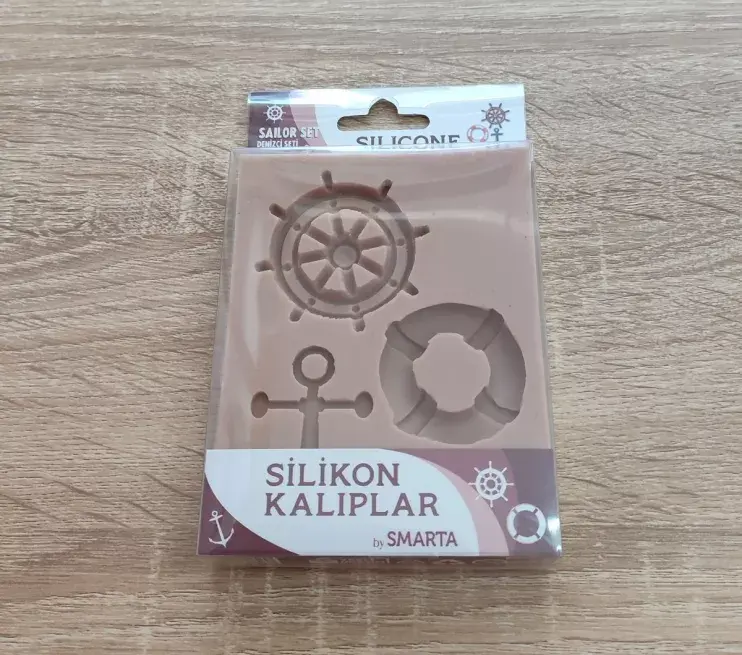 SAILOR SET
DENİZCİ SETİ
SILICONE
SİLİKON
KALIPLAR
by SMARTA